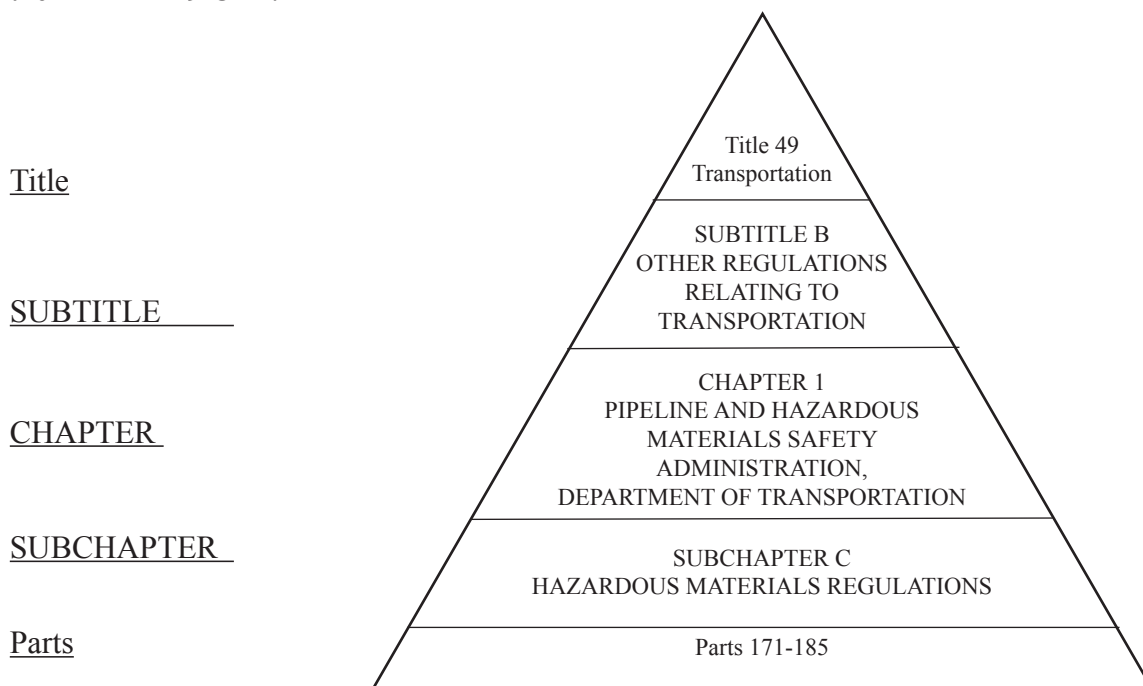 Title 49
Transportation
Title
SUBTITLE B
OTHER REGULATIONS
RELATING TO
TRANSPORTATION
SUBTITLE
CHAPTER 1
PIPELINE AND HAZARDOUS
MATERIALS SAFETY
ADMINISTRATION,
DEPARTMENT OF TRANSPORTATION
CHAPTER
SUBCHAPTER
SUBCHAPTER C
HAZARDOUS MATERIALS REGULATIONS
Parts
Parts 171-185